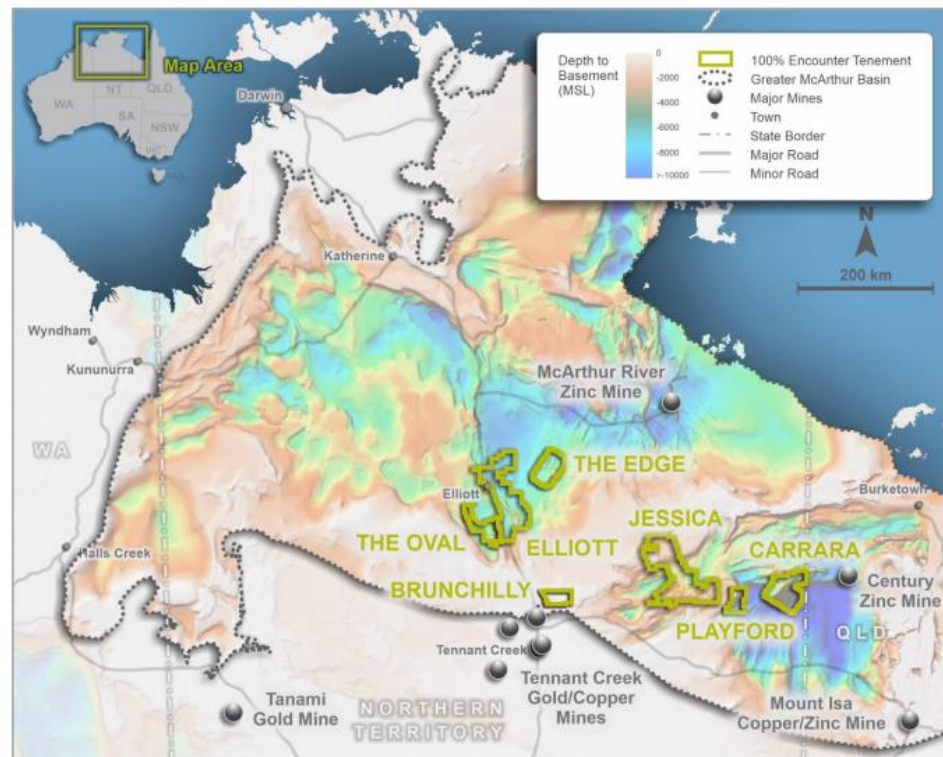 Map Area
WA
NT
QLD
SA
NSW
VIC
TAS
Depth to
Basement
(MSL)
0
-2000
-4000
-6000
-8000
>-10000
100% Encounter Tenement
Greater McArthur Basin
Major Mines
Town
State Border
Major Road
Minor Road
N
200 km
Darwin
Katherine
Wyndham
Kununurra
McArthur River
Zinc Mine
WA
THE EDGE
Elliott
Burketown
JESSICA
THE OVAL
ELLIOTT
CARRARA
Halls Creek
BRUNCHILLY
Century
Zinc Mine
PLAYFORD
QLD
Tennant Creek
Tennant Creek
Gold/Copper
Mines
Tanami
Gold Mine
NORTHERN
TERRITORY
Mount Isa
Copper/Zinc Mine